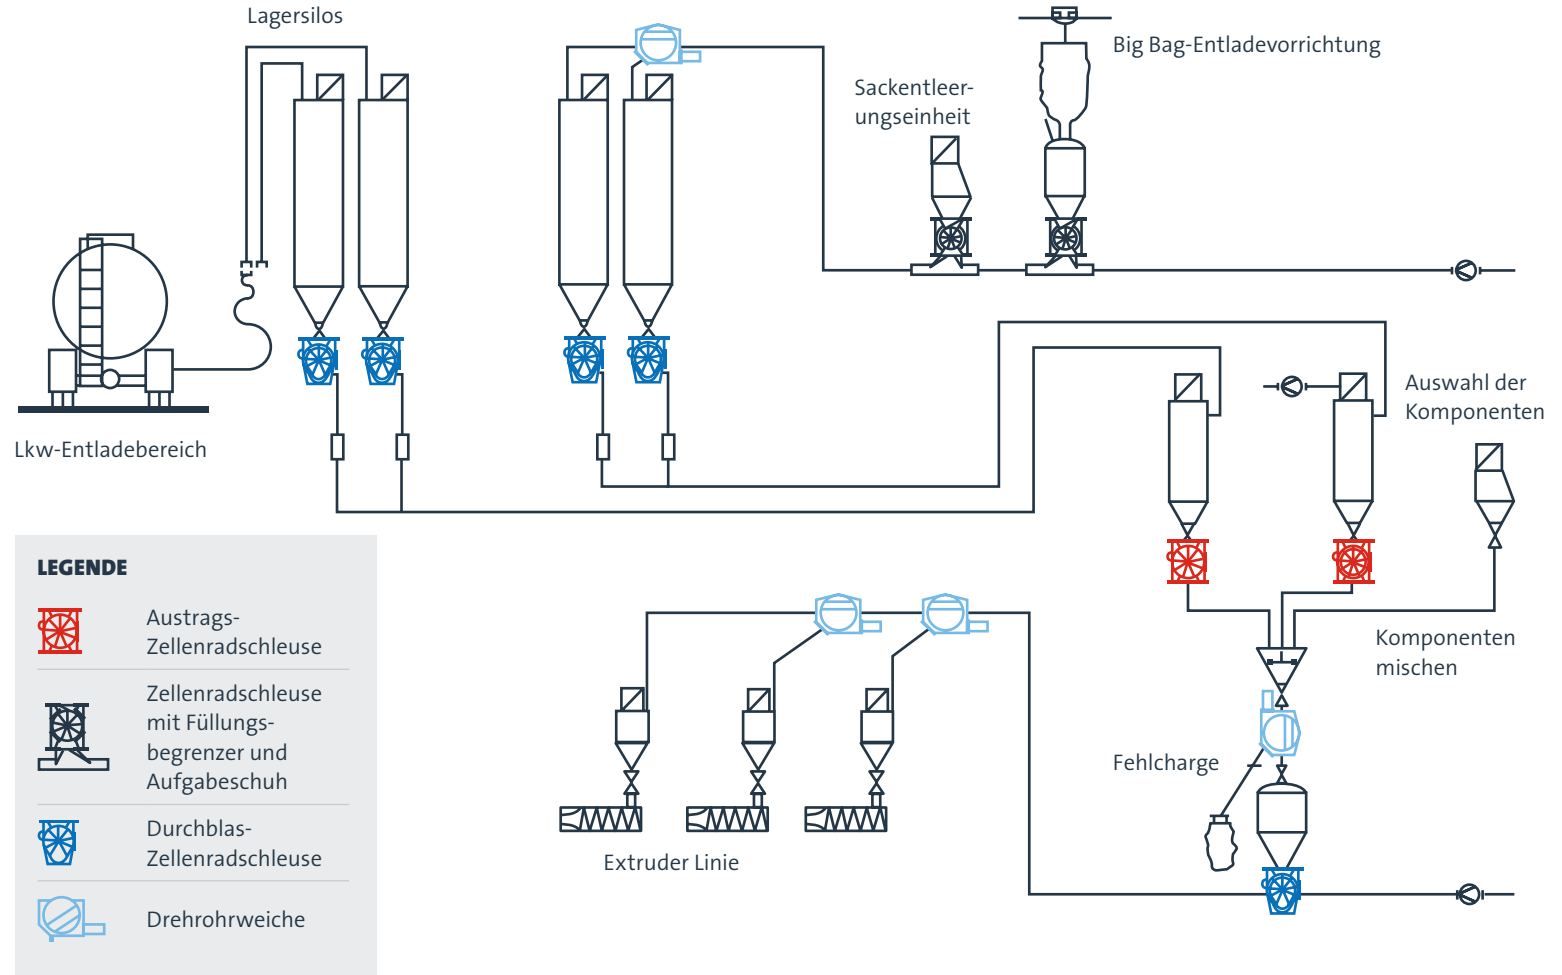 Lagersilos
Big Bag-Entladevorrichtung
Sackentleer-
ungseinheit
Auswahl der
Komponenten
Lkw-Entladebereich
LEGENDE
Austrags-
Zellenradschleuse
Zellenradschleuse
mit Füllungs-
begrenzer und
Aufgabeschuh
Durchblas-
Zellenradschleuse
Drehrohrweiche
Komponenten
mischen
Fehlcharge
Extruder Linie